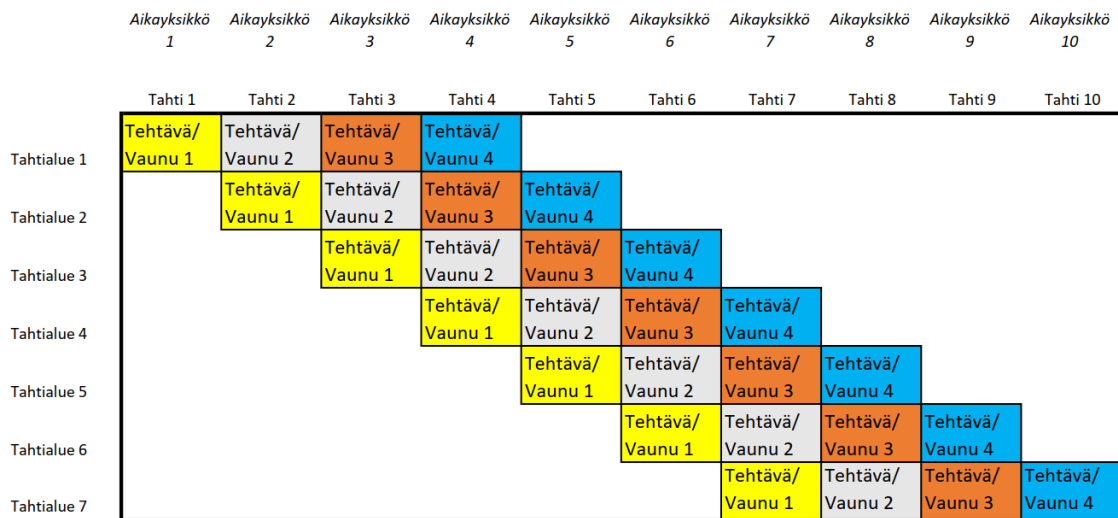 Aikayksikkö Aikayksikkö Aikayksikkö Aikayksikkö Aikayksikkö Aikayksikkö Aikayksikkö Aikayksikkö Aikayksikkö Aikayksikkö
1 2 3 4 5 6 7 8 9 10
Tahti 1 Tahti 2 Tahti 3 Tahti 4 Tahti 5 Tahti 6 Tahti 7 Tahti 8 Tahti 9 Tahti 10
Tehtävä/ Tehtävä/ Tehtävä/ Tehtävä/
Tahtialue 1 Vaunu 1 Vaunu 2 Vaunu 3 Vaunu 4
Tehtävä/ Tehtävä/ Tehtävä/ Tehtävä/
Tahtialue 2 Vaunu 1 Vaunu 2 Vaunu 3 Vaunu 4
Tehtävä/ Tehtävä/ Tehtävä/ Tehtävä/
Tahtialue 3 Vaunu 1 Vaunu 2 Vaunu 3 Vaunu 4
Tehtävä/ Tehtävä/ Tehtävä/ Tehtävä/
Tahtialue 4 Vaunu 1 Vaunu 2 Vaunu 3 Vaunu 4
Tehtävä/ Tehtävä/ Tehtävä/ Tehtävä/
Tahtialue 5 Vaunu 1 Vaunu 2 Vaunu 3 Vaunu 4
Tehtävä/ Tehtävä/ Tehtävä/ Tehtävä/
Tahtialue 6 Vaunu 1 Vaunu 2 Vaunu 3 Vaunu 4
Tehtävä/ Tehtävä/ Tehtävä/ Tehtävä/
Tahtialue 7 Vaunu 1 Vaunu 2 Vaunu 3 Vaunu 4